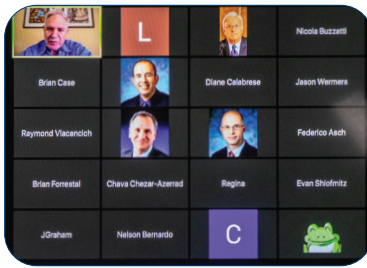 L
Nicola Buzzatti
Brian Case
Diane Calabrese
Jason Wermers
Raymond Vlacancich
Federico Asch
Brian Forrestal
Chava Chezar-Azerrad
Regina
Evan Shlofmitz
JGraham
Nelson Bernardo
C